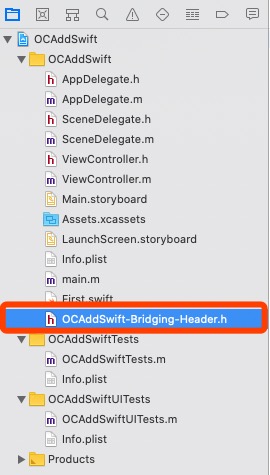 OCAddSwift
OCAddSwift
h AppDelegate.h
m AppDelegate.m
h SceneDelegate.h
m SceneDelegate.m
h ViewController.h
m ViewController.m
Main.storyboard
Assets.xcassets
LaunchScreen.storyboard
Info.plist
m main.m
First.swift
h OCAddSwift-Bridging-Header.h
OCAddSwiftTests
m OCAddSwiftTests.m
Info.plist
OCAddSwiftUITests
m OCAddSwiftUITests.m
Info.plist
Products